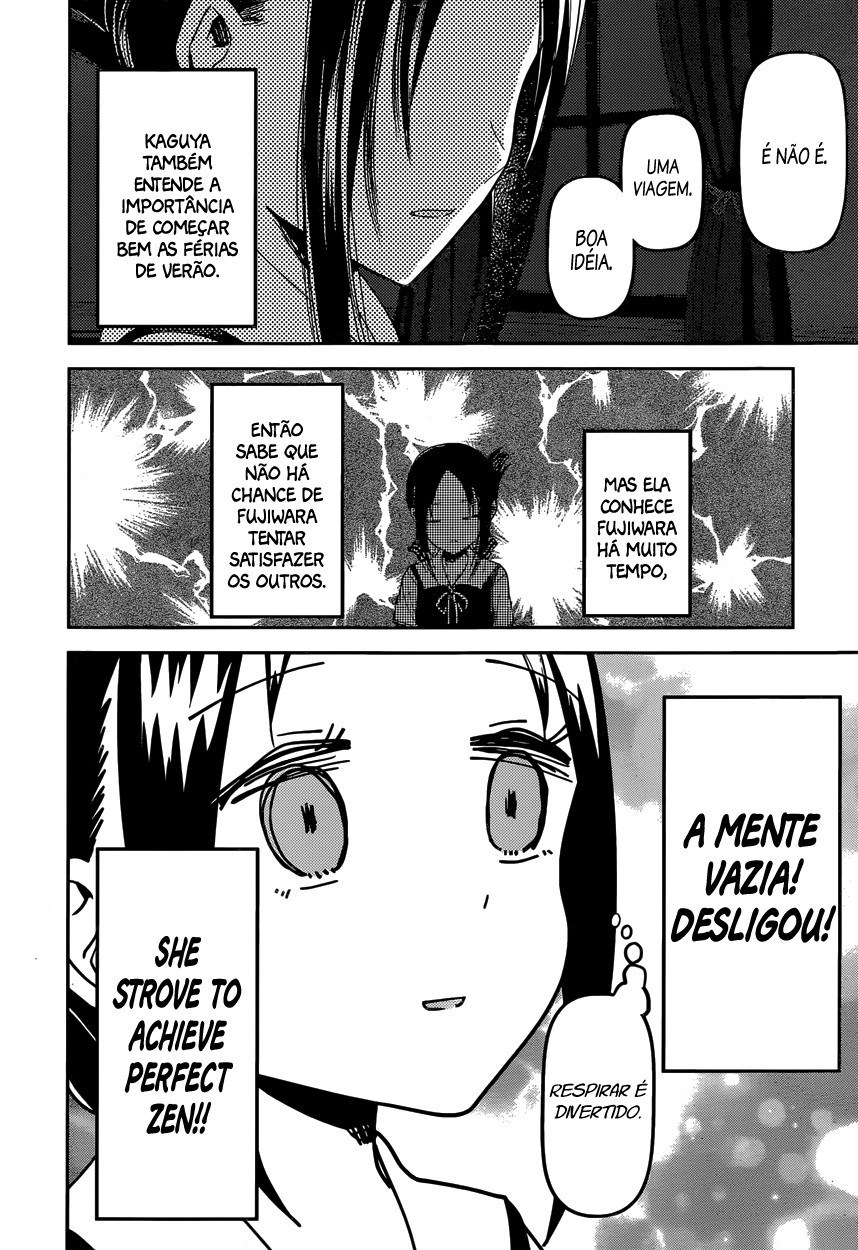 É NÃO É.
UMA
VIAGEM.
BOA
IDÉIA.
KAGUYA
TAMBÉM
ENTENDE A
IMPORTÂNCIA
DE COMEÇAR
BEM AS FÉRIAS
DE VERÃO.
MAS ELA
CONHECE
FUJIWARA
HÁ MUITO
TEMPO,
ENTÃO
SABE QUE
NÃO HÁ
CHANCE DE
FUJIWARA
TENTAR
SATISFAZER
OS OUTROS.
A MENTE
VAZIA!
DESLIGOU!
RESPIRAR É
DIVERTIDO.
SHE
STROVE TO
ACHIEVE
PERFECT
ZEN!!